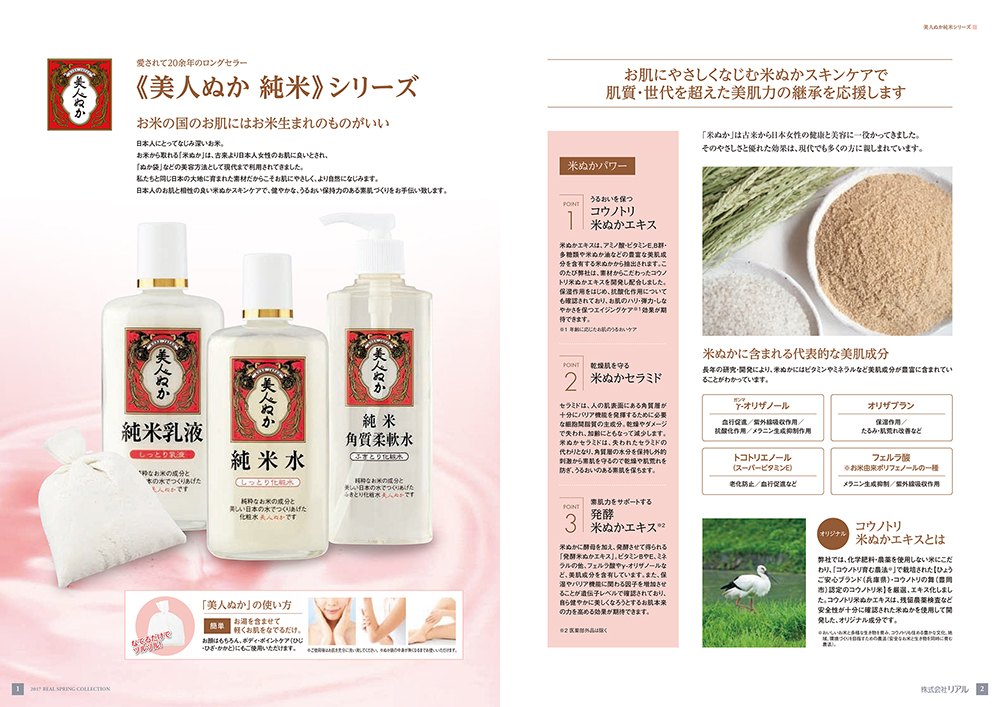 美人ぬか
愛されて20余年のロングセラー
《美人ぬか 純米》シリーズ
お米の国のお肌にはお米生まれのものがいい
日本人にとってなじみ深いお米。
お米から取れる「米ぬか」は、古来より日本人女性のお肌に良いとされ、
「ぬか袋」などの美容方法として現代まで利用されてきました。
私たちと同じ日本の大地に育まれた素材だからこそお肌にやさしく、より自然になじみます。
日本人のお肌と相性の良い米ぬかスキンケアで、健やかな、うるおい保持力のある素肌づくりをお手伝い致します。
美人ぬか
純米乳液
しっとり乳液
純粋なお米の成分と
美しい日本の水でつくりあげた
乳液 美人ぬかです
美人ぬか
純米水
しっとり化粧水
純粋なお米の成分と
美しい日本の水でつくりあげた
化粧水 美人ぬかです
美人ぬか
純米
角質柔軟水
ふきとり化粧水
純粋なお米の成分と
美しい日本の水でつくりあげた
ふきとり化粧水 美人ぬかです
なでるだけで
ツルツル!
「美人ぬか」の使い方
簡単
お湯を含ませて
軽くお肌をなでるだけ。
お顔はもちろん、ボディ・ポイントケア(ひじ
・ひざ・かかと)にもご使用いただけます。
※ご使用後はお肌を充分に洗い流してください。 ※ぬか袋の中身が無くなるまでお使いいただけます。
1
2017 REAL SPRING COLLECTION
美人ぬか純米シリーズ
お肌にやさしくなじむ米ぬかスキンケアで
肌質・世代を超えた美肌力の継承を応援します
米ぬかパワー
POINT
1
うるおいを保つ
コウノトリ
米ぬかエキス
米ぬかエキスは、アミノ酸・ビタミンE,B群・
多糖類や米ぬか油などの豊富な美肌成
分を含有する米ぬかから抽出されます。こ
のたび弊社は、素材からこだわったコウノ
トリ米ぬかエキスを開発し配合しました。
保湿作用をはじめ、抗酸化作用について
も確認されており、お肌のハリ・弾力・しな
やかさを保つエイジングケア※1効果が期
待できます。
※1 年齢に応じたお肌のうるおいケア
POINT
2
乾燥肌を守る
米ぬかセラミド
セラミドは、人の肌表面にある角質層が
十分にバリア機能を発揮するために必要
な細胞間脂質の主成分。乾燥やダメージ
で失われ、加齢にともなって減少します。
米ぬかセラミドは、失われたセラミドの
代わりとなり、角質層の水分を保持し外的
刺激から素肌を守るので乾燥や肌荒れを
防ぎ、うるおいのある素肌を保ちます。
POINT
3
素肌力をサポートする
発酵
米ぬかエキス※2
米ぬかに酵母を加え、発酵させて得られる
「発酵米ぬかエキス」。ビタミンBやE、ミネ
ラルの他、フェルラ酸やγ-オリザノールな
ど、美肌成分を含有しています。また、保
湿やバリア機能に関わる因子を増加させ
ることが遺伝子レベルで確認されており、
自ら健やかに美しくなろうとするお肌本来
の力を高める効果が期待できます。
※2 医薬部外品は除く
「米ぬか」は古来から日本女性の健康と美容に一役かってきました。
そのやさしさと優れた効果は、現代でも多くの方に親しまれています。
米ぬかに含まれる代表的な美肌成分
長年の研究・開発により、米ぬかにはビタミンやミネラルなど美肌成分が豊富に含まれてい
ることがわかっています。
ガンマ
γ-オリザノール
血行促進/紫外線吸収作用/
抗酸化作用/メラニン生成抑制作用
オリザブラン
保湿作用/
たるみ・肌荒れ改善など
トコトリエノール
(スーパービタミンE)
老化防止/血行促進など
フェルラ酸
※お米由来ポリフェノールの一種
メラニン生成抑制/紫外線吸収作用
オリジナル
コウノトリ
米ぬかエキスとは
弊社では、化学肥料・農薬を使用しない米にこだ
わり、「コウノトリ育む農法※」で栽培された【ひょう
ご安心ブランド(兵庫県)・コウノトリの舞(豊岡
市)認定のコウノトリ米】を厳選、エキス化しまし
た。コウノトリ米ぬかエキスは、残留農薬検査など
安全性が十分に確認された米ぬかを使用して開
発した、オリジナル成分です。
※おいしいお米と多様な生き物を育み、コウノトリも住める豊かな文化、地
域、環境づくりを目指すための農法(安全なお米と生き物を同時に育む
農法)。
株式会社リアル
2